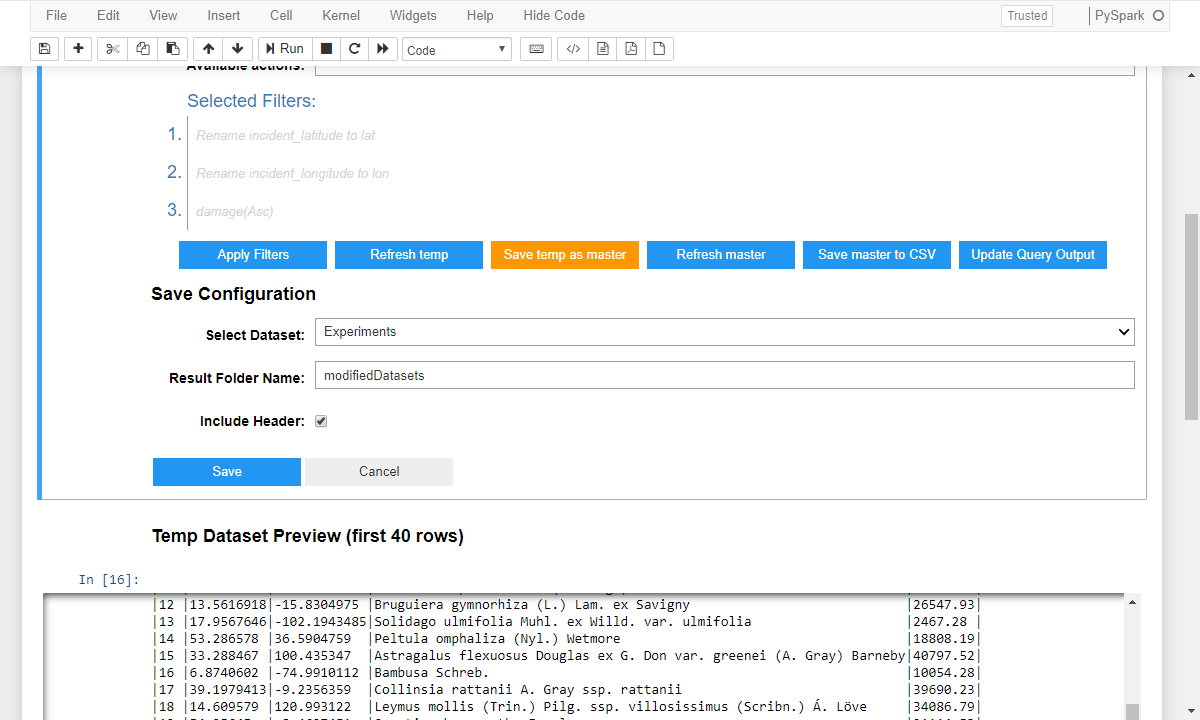 File Edit View Insert Cell Kernel Widgets Help Hide Code Trusted PySpark
Run Code
Available actions:
Selected Filters:
1. Rename incident_latitude to lat
2. Rename incident_longitude to lon
3. damage(Asc)
Apply Filters Refresh temp Save temp as master Refresh master Save master to CSV Update Query Output
Save Configuration
Select Dataset: Experiments
Result Folder Name: modifiedDatasets
Include Header:
Save Cancel
Temp Dataset Preview (first 40 rows)
In [16]:
|12 |13.5616918|-15.8304975 |Bruguiera gymnorhiza (L.) Lam. ex Savigny |26547.93|
|13 |17.9567646|-102.1943485|Solidago ulmifolia Muhl. ex Willd. var. ulmifolia |2467.28 |
|14 |53.286578 |36.5904759 |Peltula omphaliza (Nyl.) Wetmore |18808.19|
|15 |33.288467 |100.435347 |Astragalus flexuosus Douglas ex G. Don var. greenei (A. Gray) Barneby|40797.52|
|16 |6.8740602 |-74.9910112 |Bambusa Schreb. |10054.28|
|17 |39.1979413|-9.2356359 |Collinsia rattanii A. Gray ssp. rattanii |39690.23|
|18 |14.609579 |120.993122 |Leymus mollis (Trin.) Pilg. ssp. villosissimus (Scribn.) Á. Löve |34086.79|